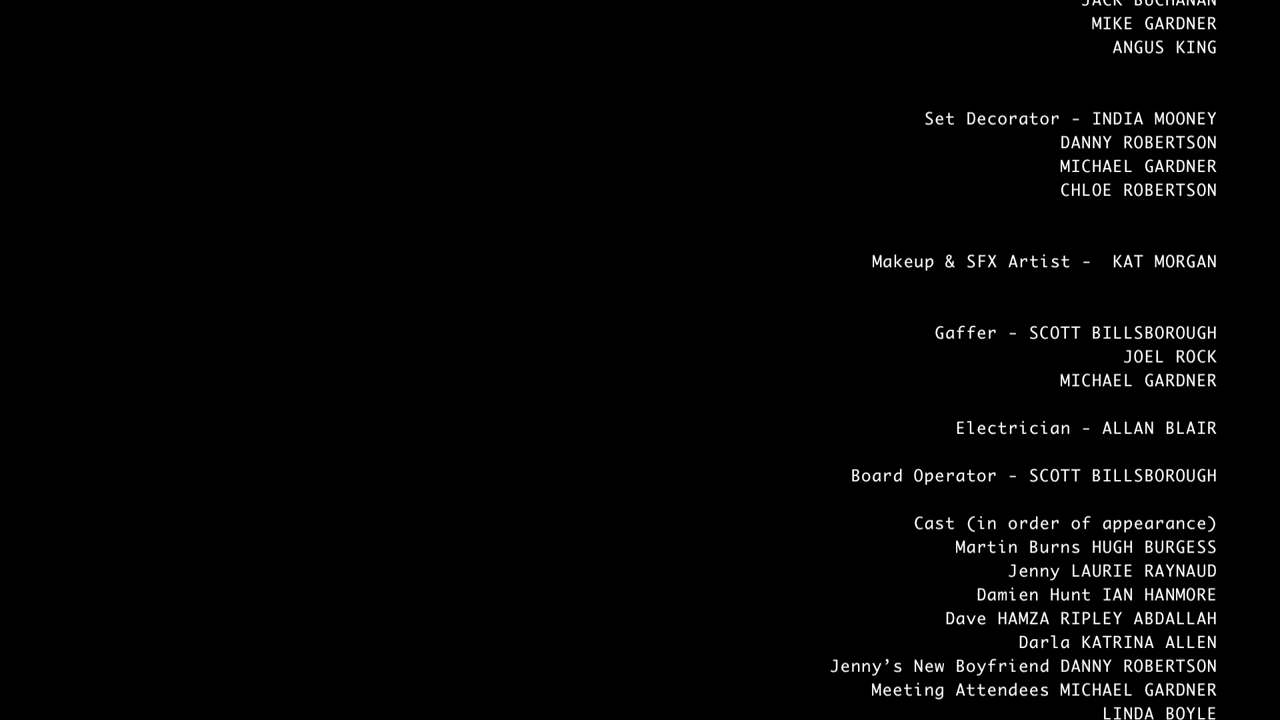 JACK BUCHANAN
MIKE GARDNER
ANGUS KING
Set Decorator - INDIA MOONEY
DANNY ROBERTSON
MICHAEL GARDNER
CHLOE ROBERTSON
Makeup & SFX Artist -  KAT MORGAN
Gaffer - SCOTT BILLSBOROUGH
JOEL ROCK
MICHAEL GARDNER
Electrician - ALLAN BLAIR
Board Operator - SCOTT BILLSBOROUGH
Cast (in order of appearance)
Martin Burns HUGH BURGESS
Jenny LAURIE RAYNAUD
Damien Hunt IAN HANMORE
Dave HAMZA RIPLEY ABDALLAH
Darla KATRINA ALLEN
Jenny’s New Boyfriend DANNY ROBERTSON
Meeting Attendees MICHAEL GARDNER
LINDA BOYLE